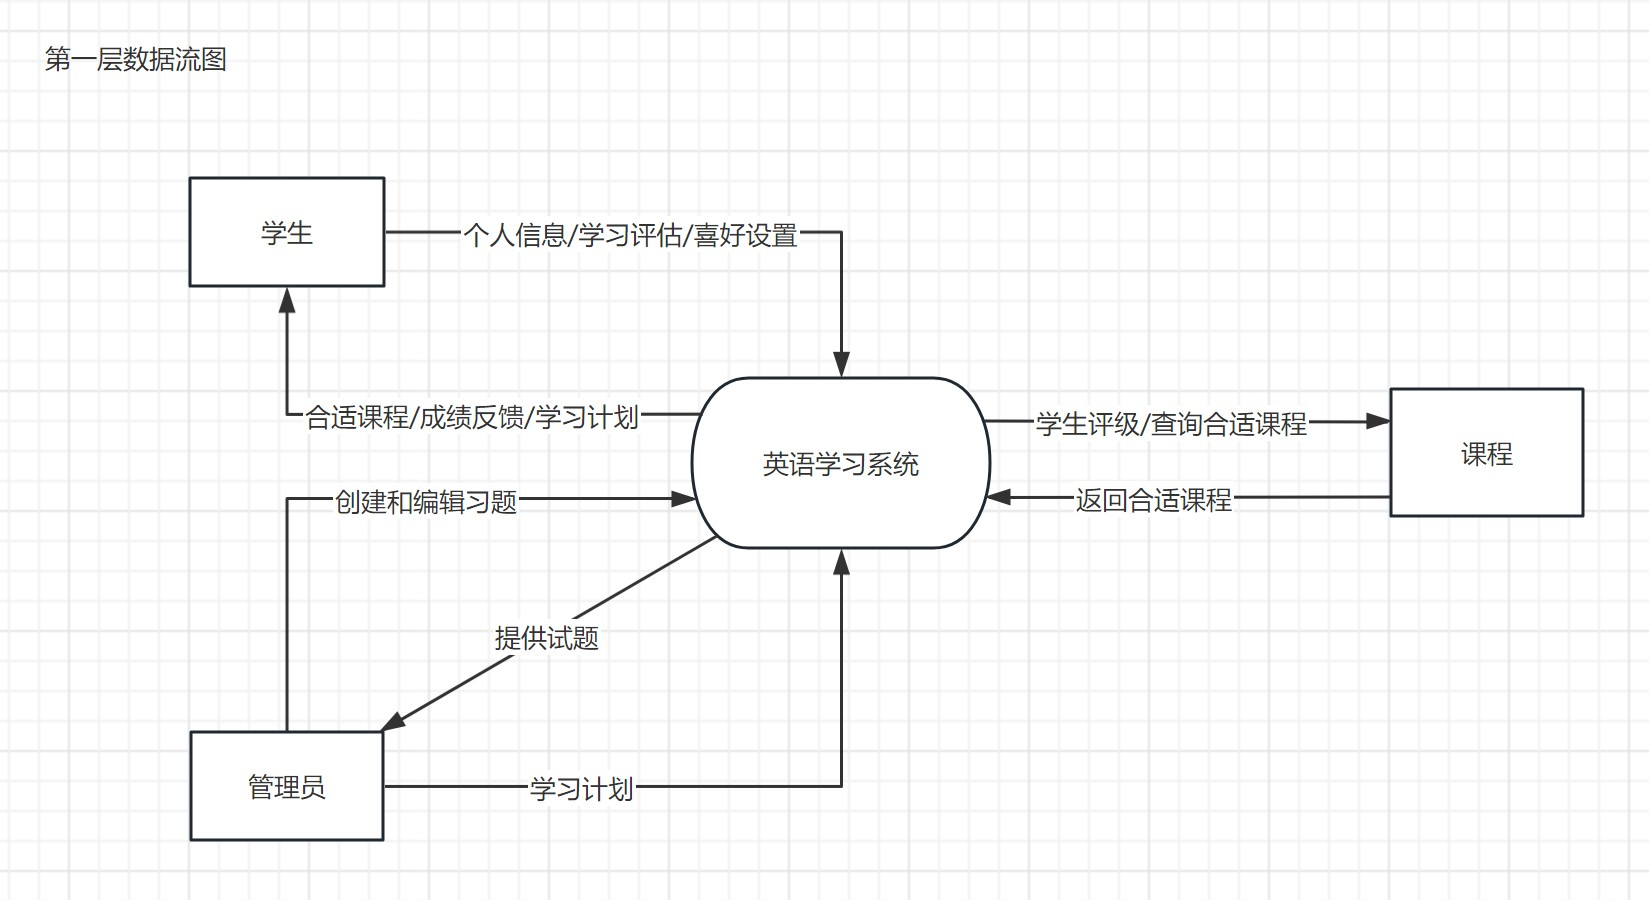 第一层数据流图
学生
个人信息/学习评估/喜好设置
合适课程/成绩反馈/学习计划
英语学习系统
学生评级/查询合适课程
课程
返回合适课程
创建和编辑习题
提供试题
管理员
学习计划